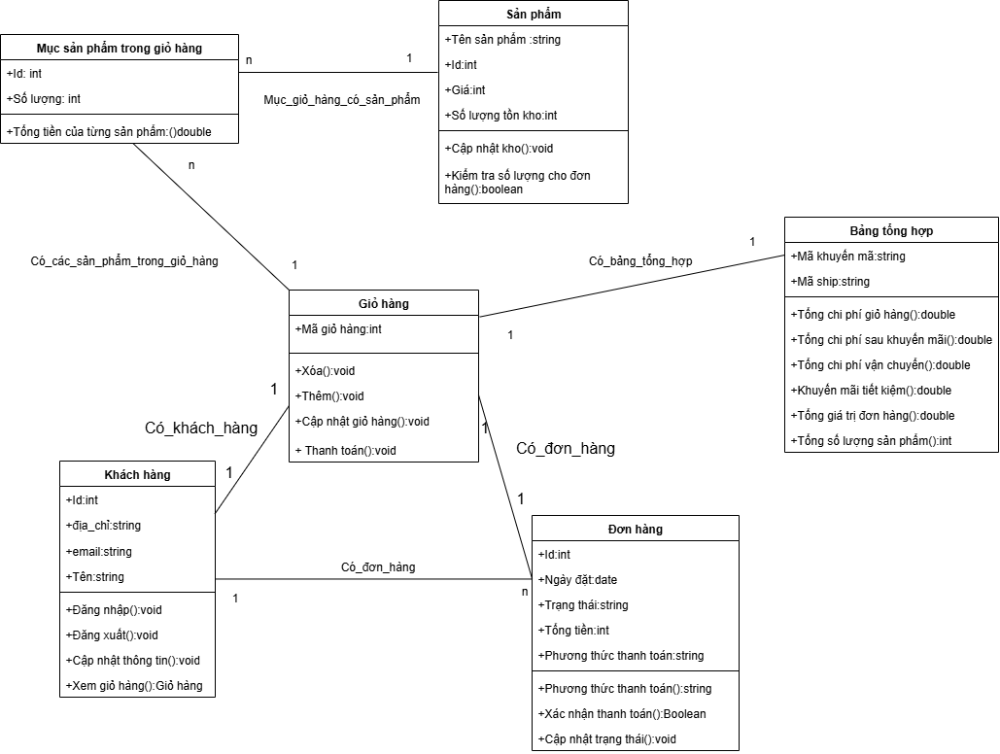 Sản phẩm
+Tên sản phẩm :string
+Id:int
+Giá:int
+Số lượng tồn kho:int
+Cập nhật kho():void
+Kiểm tra số lượng cho đơn
hàng():boolean
Mục sản phẩm trong giỏ hàng
+Id: int
+Số lượng: int
+Tổng tiền của từng sản phẩm:()double
n
1
Mục_giỏ_hàng_có_sản_phẩm
n
Có_các_sản_phẩm_trong_giỏ_hàng
1
Bảng tổng hợp
+Mã khuyến mã:string
+Mã ship:string
+Tổng chi phí giỏ hàng():double
+Tổng chi phí sau khuyến mãi():double
+Tổng chi phí vận chuyển():double
+Khuyến mãi tiết kiệm():double
+Tổng giá trị đơn hàng():double
+Tổng số lượng sản phẩm():int
1
Có_bảng_tổng_hợp
1
Giỏ hàng
+Mã giỏ hàng:int
+Xóa():void
+Thêm():void
+Cập nhật giỏ hàng():void
+ Thanh toán():void
1
Có_khách_hàng
1
1
Có_đơn_hàng
1
Khách hàng
+Id:int
+địa_chỉ:string
+email:string
+Tên:string
+Đăng nhập():void
+Đăng xuất():void
+Cập nhật thông tin():void
+Xem giỏ hàng():Giỏ hàng
Có_đơn_hàng
1
n
Đơn hàng
+Id:int
+Ngày đặt:date
+Trạng thái:string
+Tổng tiền:int
+Phương thức thanh toán:string
+Phương thức thanh toán():string
+Xác nhận thanh toán():Boolean
+Cập nhật trạng thái():void